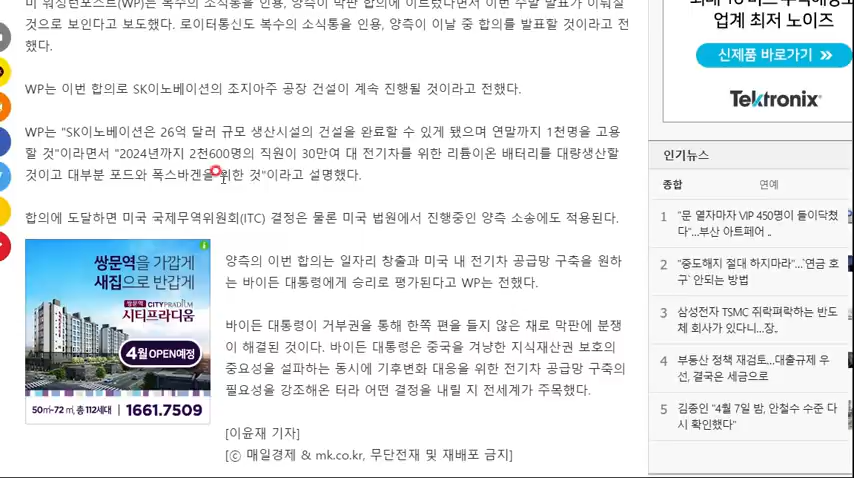 미 워싱턴포스트(WP)는 복수의 소식통을 인용, 양측이 막판 합의에 이르렀다면서 이번 주말 발표가 이뤄질
것으로 보인다고 보도했다. 로이터통신도 복수의 소식통을 인용, 양측이 이날 중 합의를 발표할 것이라고 전
했다.
WP는 이번 합의로 SK이노베이션의 조지아주 공장 건설이 계속 진행될 것이라고 전했다.
WP는 "SK이노베이션은 26억 달러 규모 생산시설의 건설을 완료할 수 있게 됐으며 연말까지 1천명을 고용
할 것"이라면서 "2024년까지 2천600명의 직원이 30만여 대 전기차를 위한 리튬이온 배터리를 대량생산할
것이고 대부분 포드와 폭스바겐을 위한 것"이라고 설명했다.
합의에 도달하면 미국 국제무역위원회(ITC) 결정은 물론 미국 법원에서 진행중인 양측 소송에도 적용된다.
쌍문역을 가깝게
새집으로 반갑게
쌍문역 CITY PRADIUM
시티프라디움
4월 OPEN예정
50㎡~72㎡, 총 112세대 | 1661.7509
양측의 이번 합의는 일자리 창출과 미국 내 전기차 공급망 구축을 원하
는 바이든 대통령에게 승리로 평가된다고 WP는 전했다.
바이든 대통령이 거부권을 통해 한쪽 편을 들지 않은 채로 막판에 분쟁
이 해결된 것이다. 바이든 대통령은 중국을 겨냥한 지식재산권 보호의
중요성을 설파하는 동시에 기후변화 대응을 위한 전기차 공급망 구축의
필요성을 강조해온 터라 어떤 결정을 내릴 지 전세계가 주목했다.
[이윤재 기자]
[ⓒ 매일경제 & mk.co.kr, 무단전재 및 재배포 금지]
업계 최저 노이즈
신제품 바로가기 »
Tektronix
인기뉴스
종합 연예
1 "문 열자마자 VIP 450명이 들이닥쳤
다"…부산 아트페어 ..
2 "중도해지 절대 하지마라"…'연금 호
구' 안되는 방법
3 삼성전자 TSMC 쥐락펴락하는 반도
체 회사가 있다니…장..
4 부동산 정책 재검토…대출규제 우
선, 결국은 세금으로
5 김종인 "4월 7일 밤, 안철수 수준 다
시 확인했다"